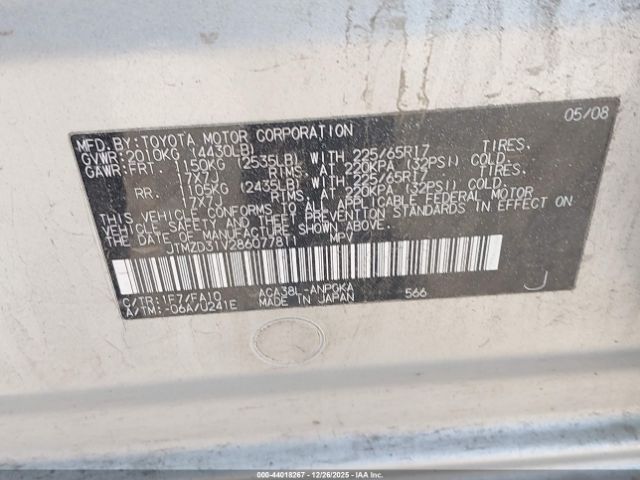 MFD. BY: TOYOTA MOTOR CORPORATION 05/08
GVWR: 2010KG (4430LB)
GAWR: FRT. 1150KG (2535LB) WITH 225/65R17 TIRES.
17X7J RIMS. AT 220KPA (32PSI) COLD.
RR. 1105KG (2435LB) WITH 225/65R17 TIRES.
17X7J RIMS. AT 220KPA (32PSI) COLD.
THIS VEHICLE CONFORMS TO ALL APPLICABLE FEDERAL MOTOR
VEHICLE SAFETY AND THEFT PREVENTION STANDARDS IN EFFECT ON
THE DATE OF MANUFACTURE SHOWN ABOVE.
JTMZD31V286077811 MPV
C/TR: 1F7/FA10 ACA38L-ANPGKA 566 J
A/TM: -06A/U241E MADE IN JAPAN
000-44018267 - 12/26/2025 - IAA Inc.